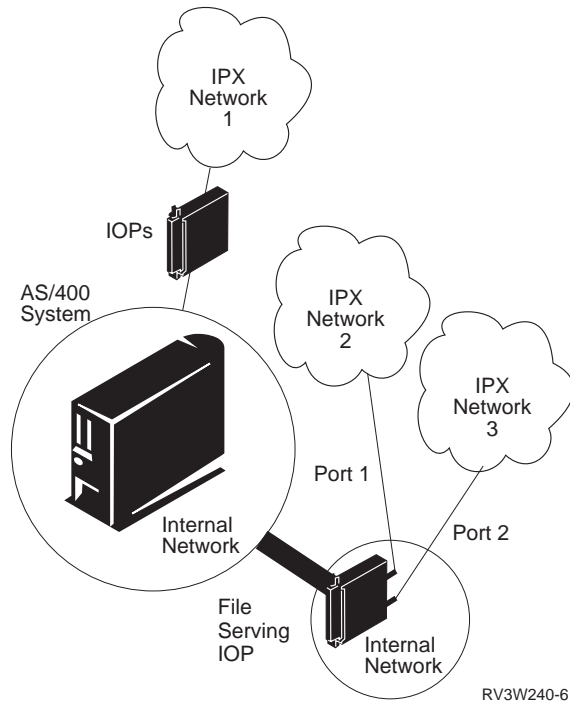 IPX
Network
1
IOPs
AS/400
System
IPX
Network
2
IPX
Network
3
Port 1
Port 2
Internal
Network
File
Serving
IOP
Internal
Network
RV3W240-6